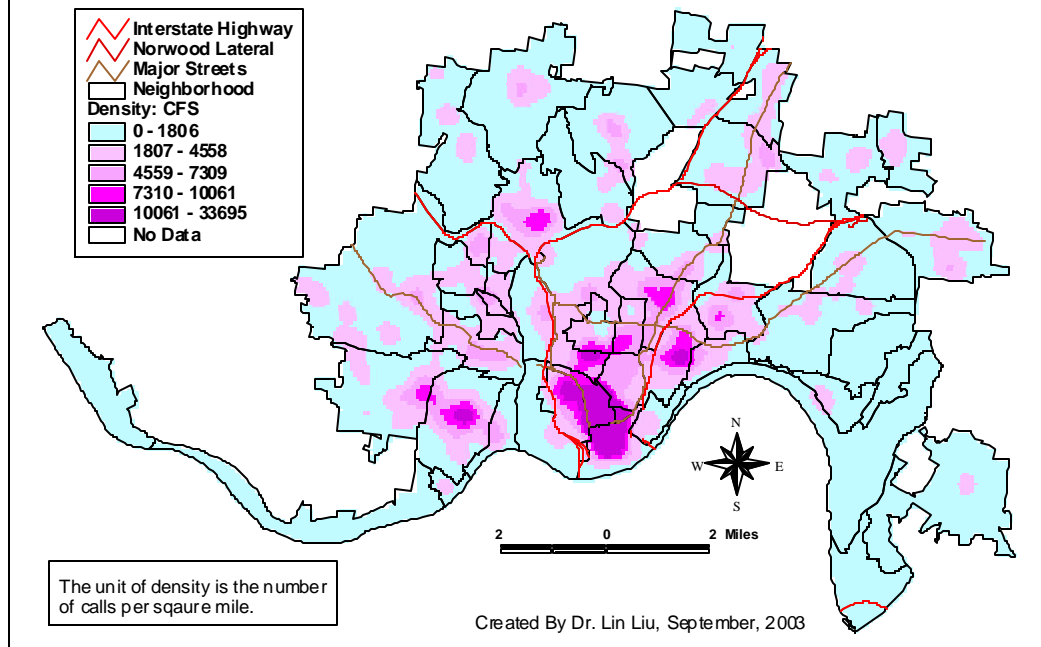 Interstate Highway
Norwood Lateral
Major Streets
Neighborhood
Density: CFS
0 - 1806
1807 - 4558
4559 - 7309
7310 - 10061
10061 - 33695
No Data
N
W E
S
2 0 2 Miles
The unit of density is the number
of calls per sqaure mile.
Created By Dr. Lin Liu, September, 2003